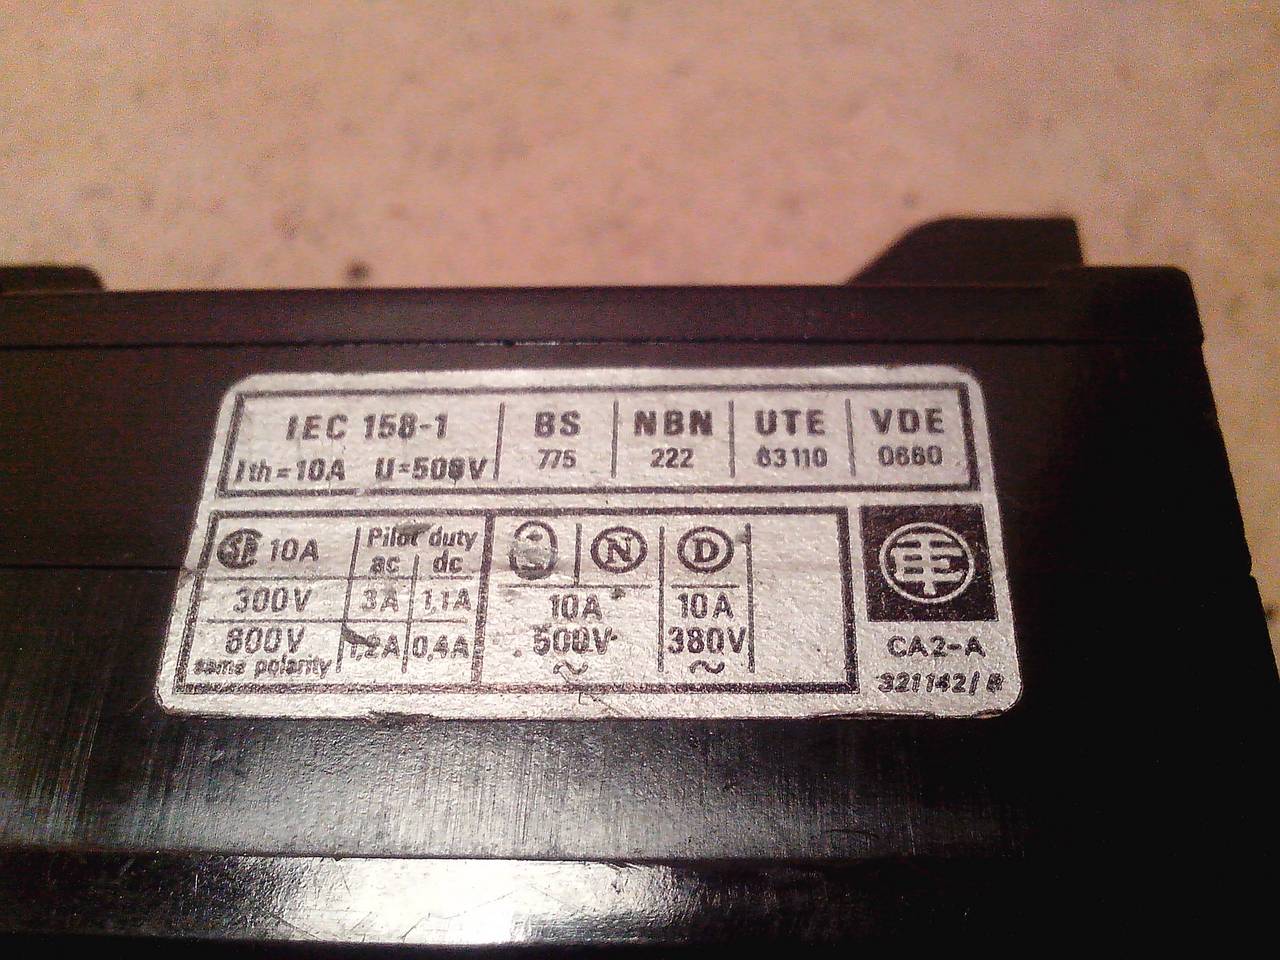 IEC 158-1 BS NBN UTE VDE
Ith=10A U=500V 775 222 63110 0660
SA 10A Pilot duty N D
ac dc
300V 3A 1,1A 10A 10A
600V 1,2A 0,4A 500V 380V CA2-A
same polarity ~ ~ 321142/